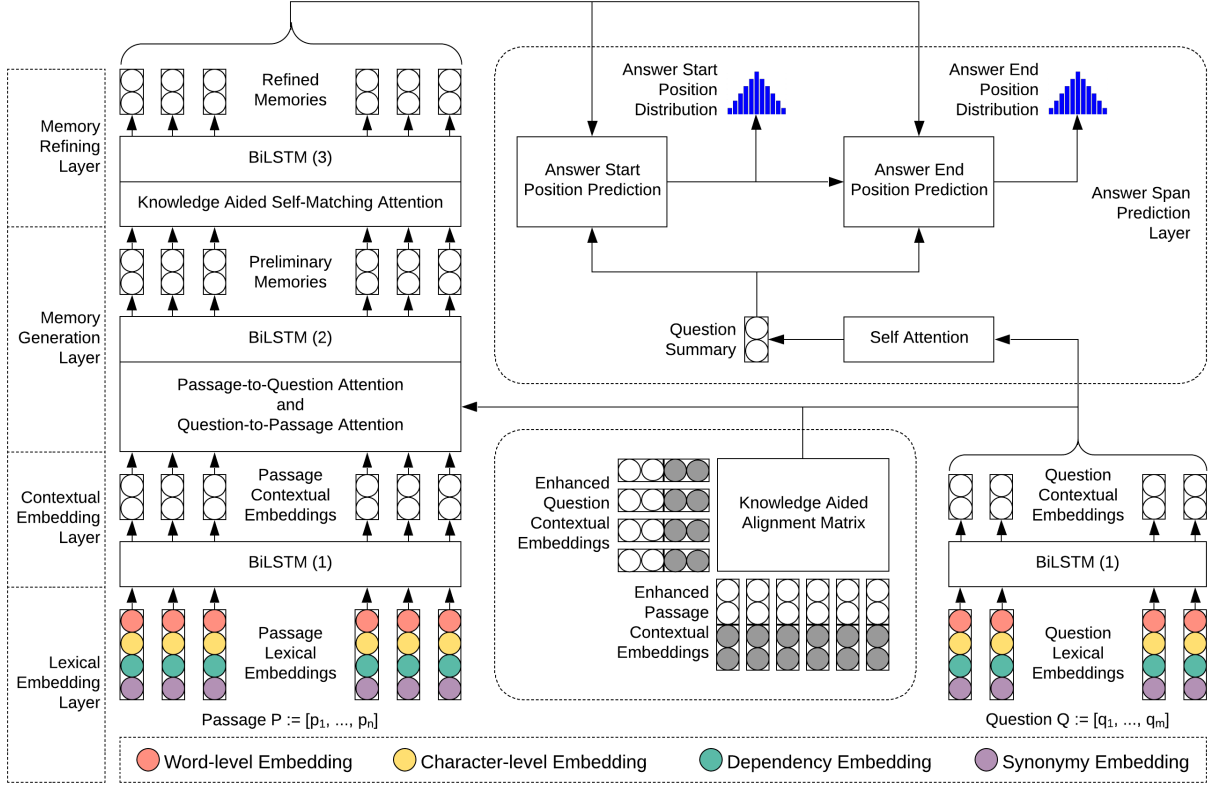 Refined
Memories
Memory
Refining
Layer
BiLSTM (3)
Knowledge Aided Self-Matching Attention
Preliminary
Memories
Memory
Generation
Layer
BiLSTM (2)
Passage-to-Question Attention
and
Question-to-Passage Attention
Contextual
Embedding
Layer
Passage
Contextual
Embeddings
BiLSTM (1)
Lexical
Embedding
Layer
Passage
Lexical
Embeddings
Passage P := [p1, ..., pn]
Answer Start
Position
Distribution
Answer End
Position
Distribution
Answer Start
Position Prediction
Answer End
Position Prediction
Answer Span
Prediction
Layer
Question
Summary
Self Attention
Enhanced
Question
Contextual
Embeddings
Knowledge Aided
Alignment Matrix
Enhanced
Passage
Contextual
Embeddings
Question
Contextual
Embeddings
BiLSTM (1)
Question
Lexical
Embeddings
Question Q := [q1, ..., qm]
Word-level Embedding
Character-level Embedding
Dependency Embedding
Synonymy Embedding